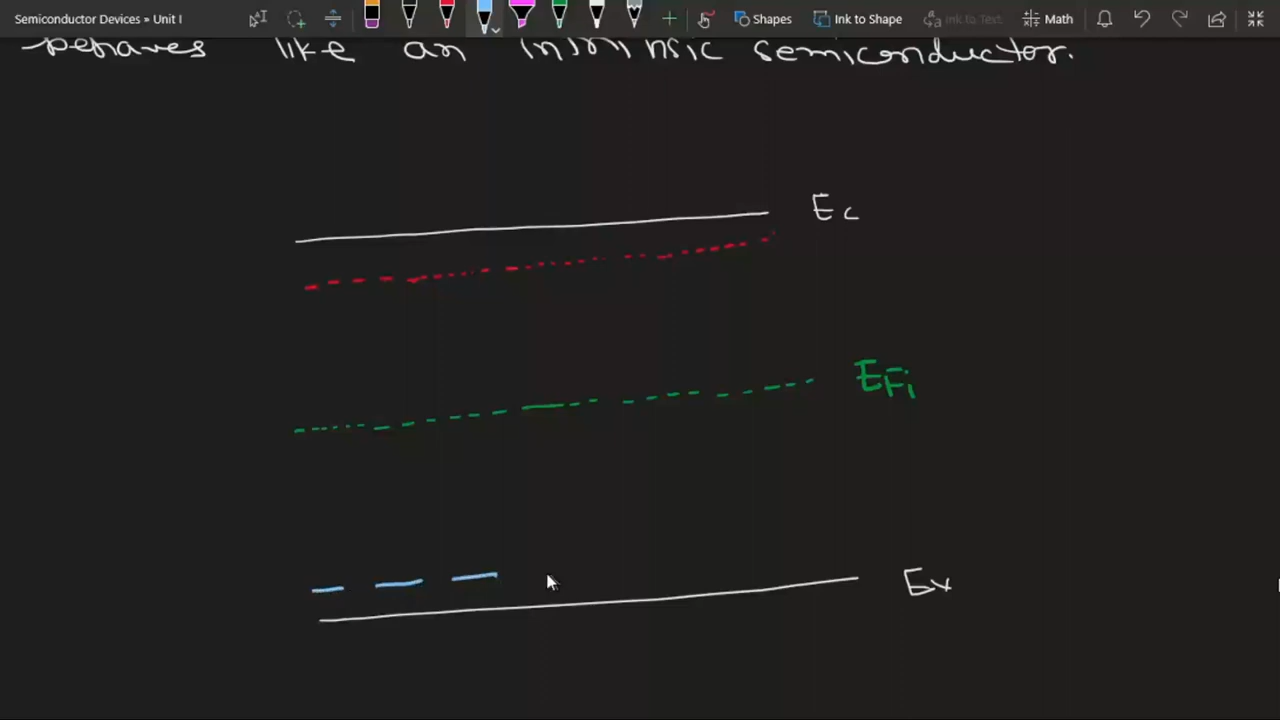 Semiconductor Devices » Unit I
Shapes
Ink to Shape
Ink to Text
Math
behaves like an intrinsic semiconductor.
Ec
EFi
Ev